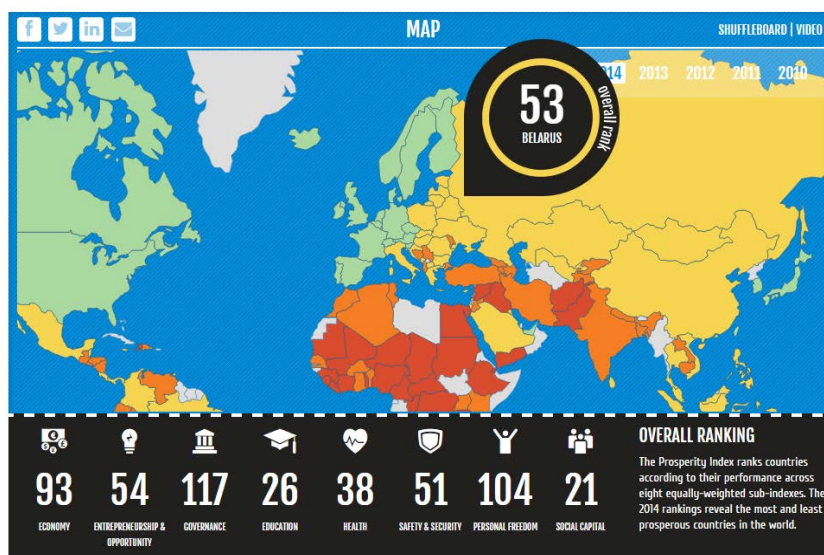 MAP
SHUFFLEBOARD | VIDEO
2013 2012 2011 2010
53
BELARUS
overall rank
93
ECONOMY
54
ENTREPRENEURSHIP &
OPPORTUNITY
117
GOVERNANCE
26
EDUCATION
38
HEALTH
51
SAFETY & SECURITY
104
PERSONAL FREEDOM
21
SOCIAL CAPITAL
OVERALL RANKING
The Prosperity Index ranks countries
according to their performance across
eight equally-weighted sub-indexes. The
2014 rankings reveal the most and least
prosperous countries in the world.